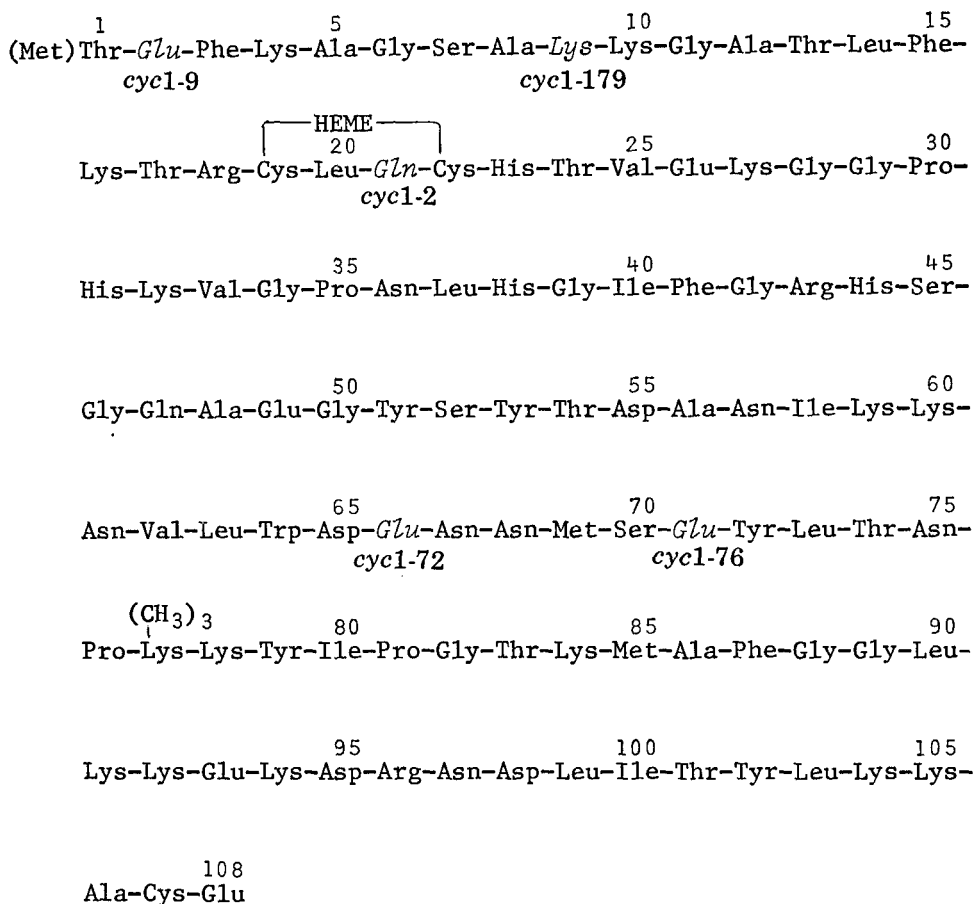 1 5 10 15
(Met)Thr-Glu-Phe-Lys-Ala-Gly-Ser-Ala-Lys-Lys-Gly-Ala-Thr-Leu-Phe-
cyc1-9 cyc1-179
HEME
20 25 30
Lys-Thr-Arg-Cys-Leu-Gln-Cys-His-Thr-Val-Glu-Lys-Gly-Gly-Pro-
cyc1-2
35 40 45
His-Lys-Val-Gly-Pro-Asn-Leu-His-Gly-Ile-Phe-Gly-Arg-His-Ser-
50 55 60
Gly-Gln-Ala-Glu-Gly-Tyr-Ser-Tyr-Thr-Asp-Ala-Asn-Ile-Lys-Lys-
65 70 75
Asn-Val-Leu-Trp-Asp-Glu-Asn-Asn-Met-Ser-Glu-Tyr-Leu-Thr-Asn-
cyc1-72 cyc1-76
(CH3)3 80 85 90
Pro-Lys-Lys-Tyr-Ile-Pro-Gly-Thr-Lys-Met-Ala-Phe-Gly-Gly-Leu-
95 100 105
Lys-Lys-Glu-Lys-Asp-Arg-Asn-Asp-Leu-Ile-Thr-Tyr-Leu-Lys-Lys-
108
Ala-Cys-Glu